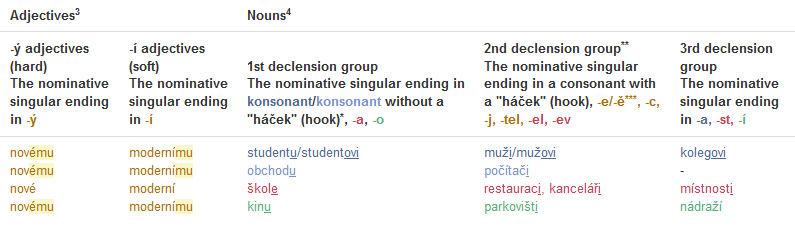 Adjectives3 Nouns4
-ý adjectives (hard) The nominative singular ending in -ý
-í adjectives (soft) The nominative singular ending in -í
1st declension group The nominative singular ending in konsonant/konsonant without a "háček" (hook)*, -a, -o
2nd declension group** The nominative singular ending in a consonant with a "háček" (hook), -e/-ě***, -c, -j, -tel, -el, -ev
3rd declension group The nominative singular ending in -a, -st, -í
novému modernímu studentu/studentovi muži/mužovi kolegovi
novému modernímu obchodu počítači -
nové moderní škole restauraci, kanceláři místnosti
novému modernímu kinu parkovišti nádraží